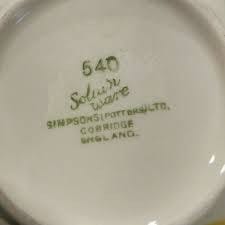 540
Solian
Ware
SIMPSONS (POTTERS) LTD.
COBRIDGE
ENGLAND.